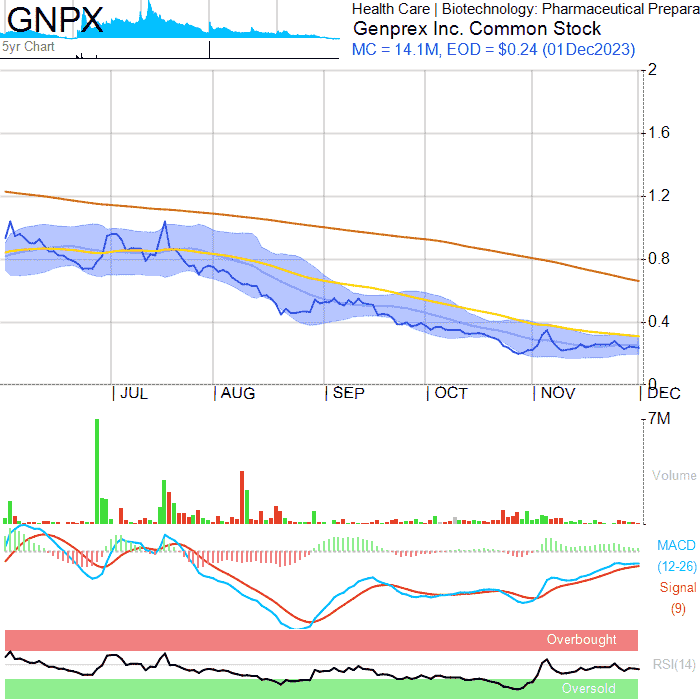 GNPX
5yr Chart
Health Care | Biotechnology: Pharmaceutical Prepara
Genprex Inc. Common Stock
MC = 14.1M, EOD = $0.24 (01Dec2023)
2
1.6
1.2
0.8
0.4
0
JUL
AUG
SEP
OCT
NOV
DEC
7M
Volume
MACD
(12-26)
Signal
(9)
Overbought
RSI(14)
Oversold